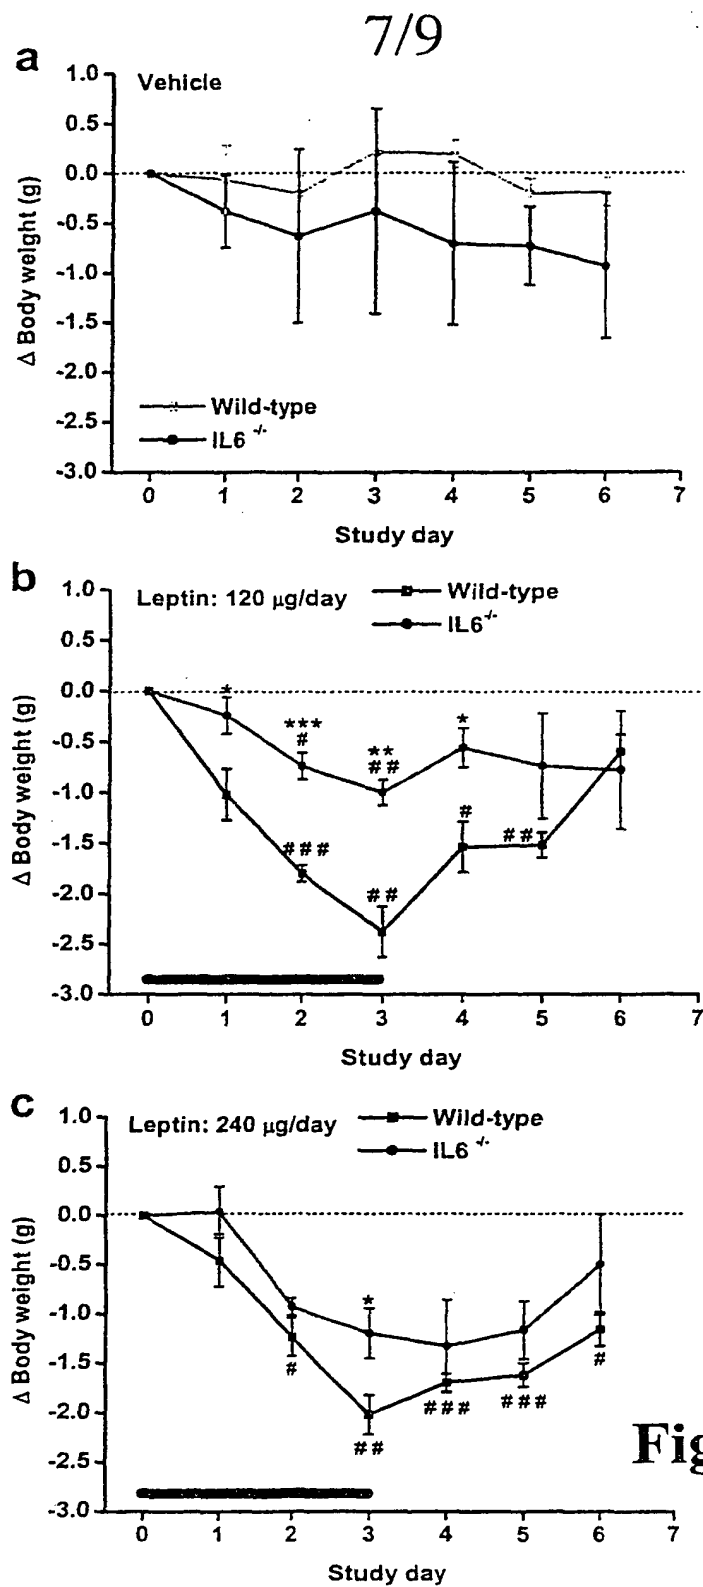 7/9
a
Vehicle
1.0
0.5
0.0
-0.5
-1.0
-1.5
-2.0
-2.5
-3.0
Δ Body weight (g)
Wild-type
IL6 -/-
0 1 2 3 4 5 6 7
Study day
b
Leptin: 120 µg/day
Wild-type
IL6-/-
1.0
0.5
0.0
-0.5
-1.0
-1.5
-2.0
-2.5
-3.0
Δ Body weight (g)
*
***
#
**
##
*
###
##
#
##
0 1 2 3 4 5 6 7
Study day
c
Leptin: 240 µg/day
Wild-type
IL6 -/-
1.0
0.5
0.0
-0.5
-1.0
-1.5
-2.0
-2.5
-3.0
Δ Body weight (g)
*
#
##
###
###
#
Fig
0 1 2 3 4 5 6 7
Study day